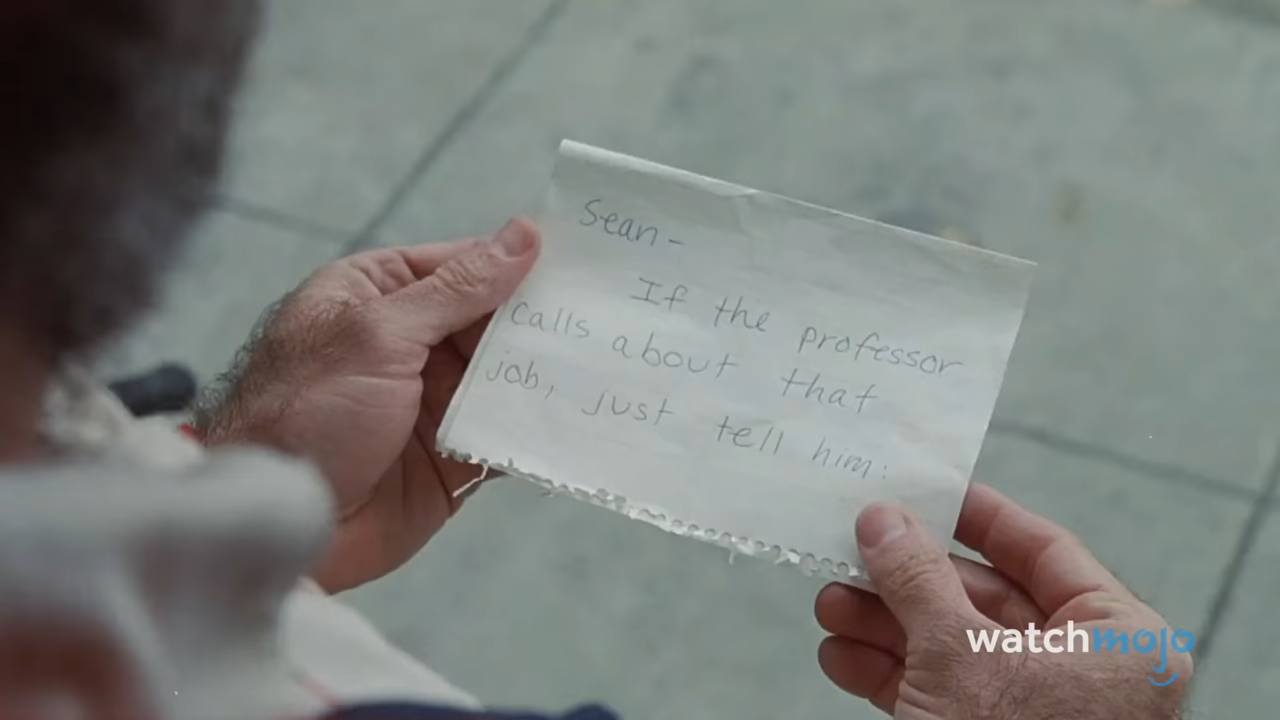 Sean-
If the professor
calls about that
job, just tell him:
watchmojo